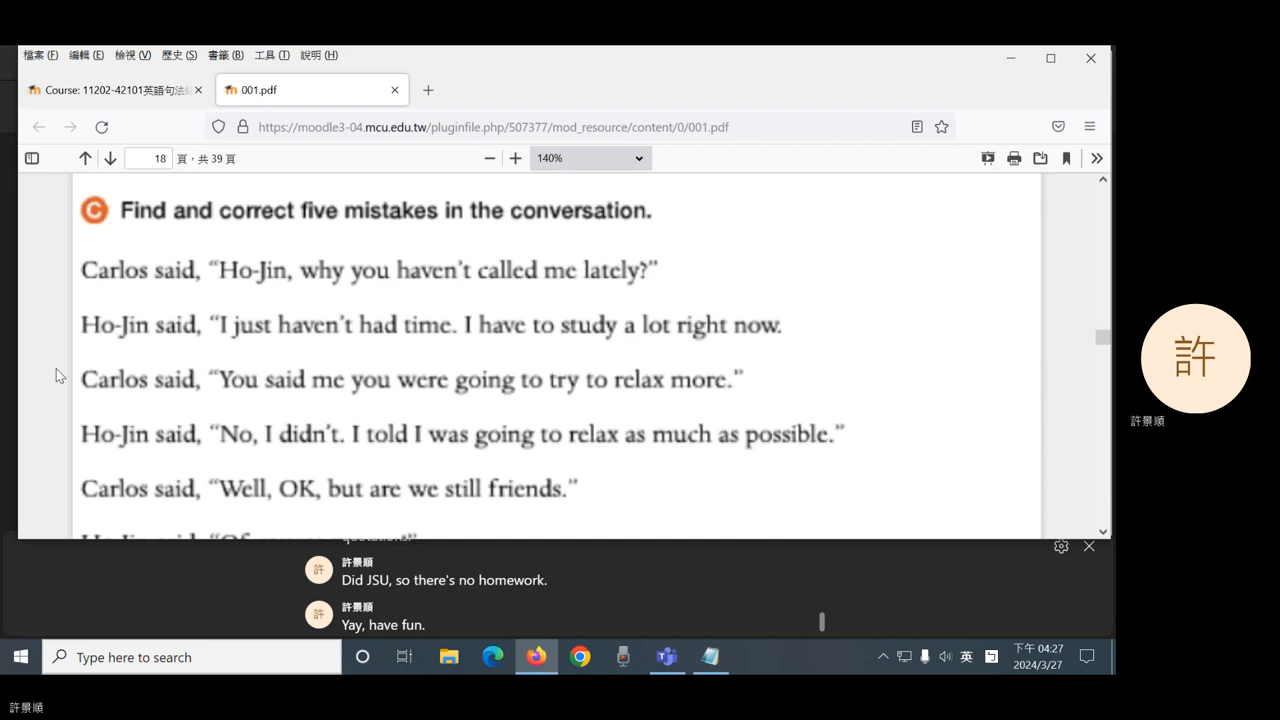 檔案 (F) 編輯 (E) 檢視 (V) 歷史 (S) 書籤 (B) 工具 (T) 說明 (H)
Course: 11202-42101英語句法結
001.pdf
https://moodle3-04.mcu.edu.tw/pluginfile.php/507377/mod_resource/content/0/001.pdf
18 頁，共 39 頁
140%
C Find and correct five mistakes in the conversation.
Carlos said, “Ho-Jin, why you haven’t called me lately?”
Ho-Jin said, “I just haven’t had time. I have to study a lot right now.
Carlos said, “You said me you were going to try to relax more.”
Ho-Jin said, “No, I didn’t. I told I was going to relax as much as possible.”
Carlos said, “Well, OK, but are we still friends.”
許
許景順
許 許景順
Did JSU, so there's no homework.
許 許景順
Yay, have fun.
Type here to search
英
下午 04:27
2024/3/27
許景順